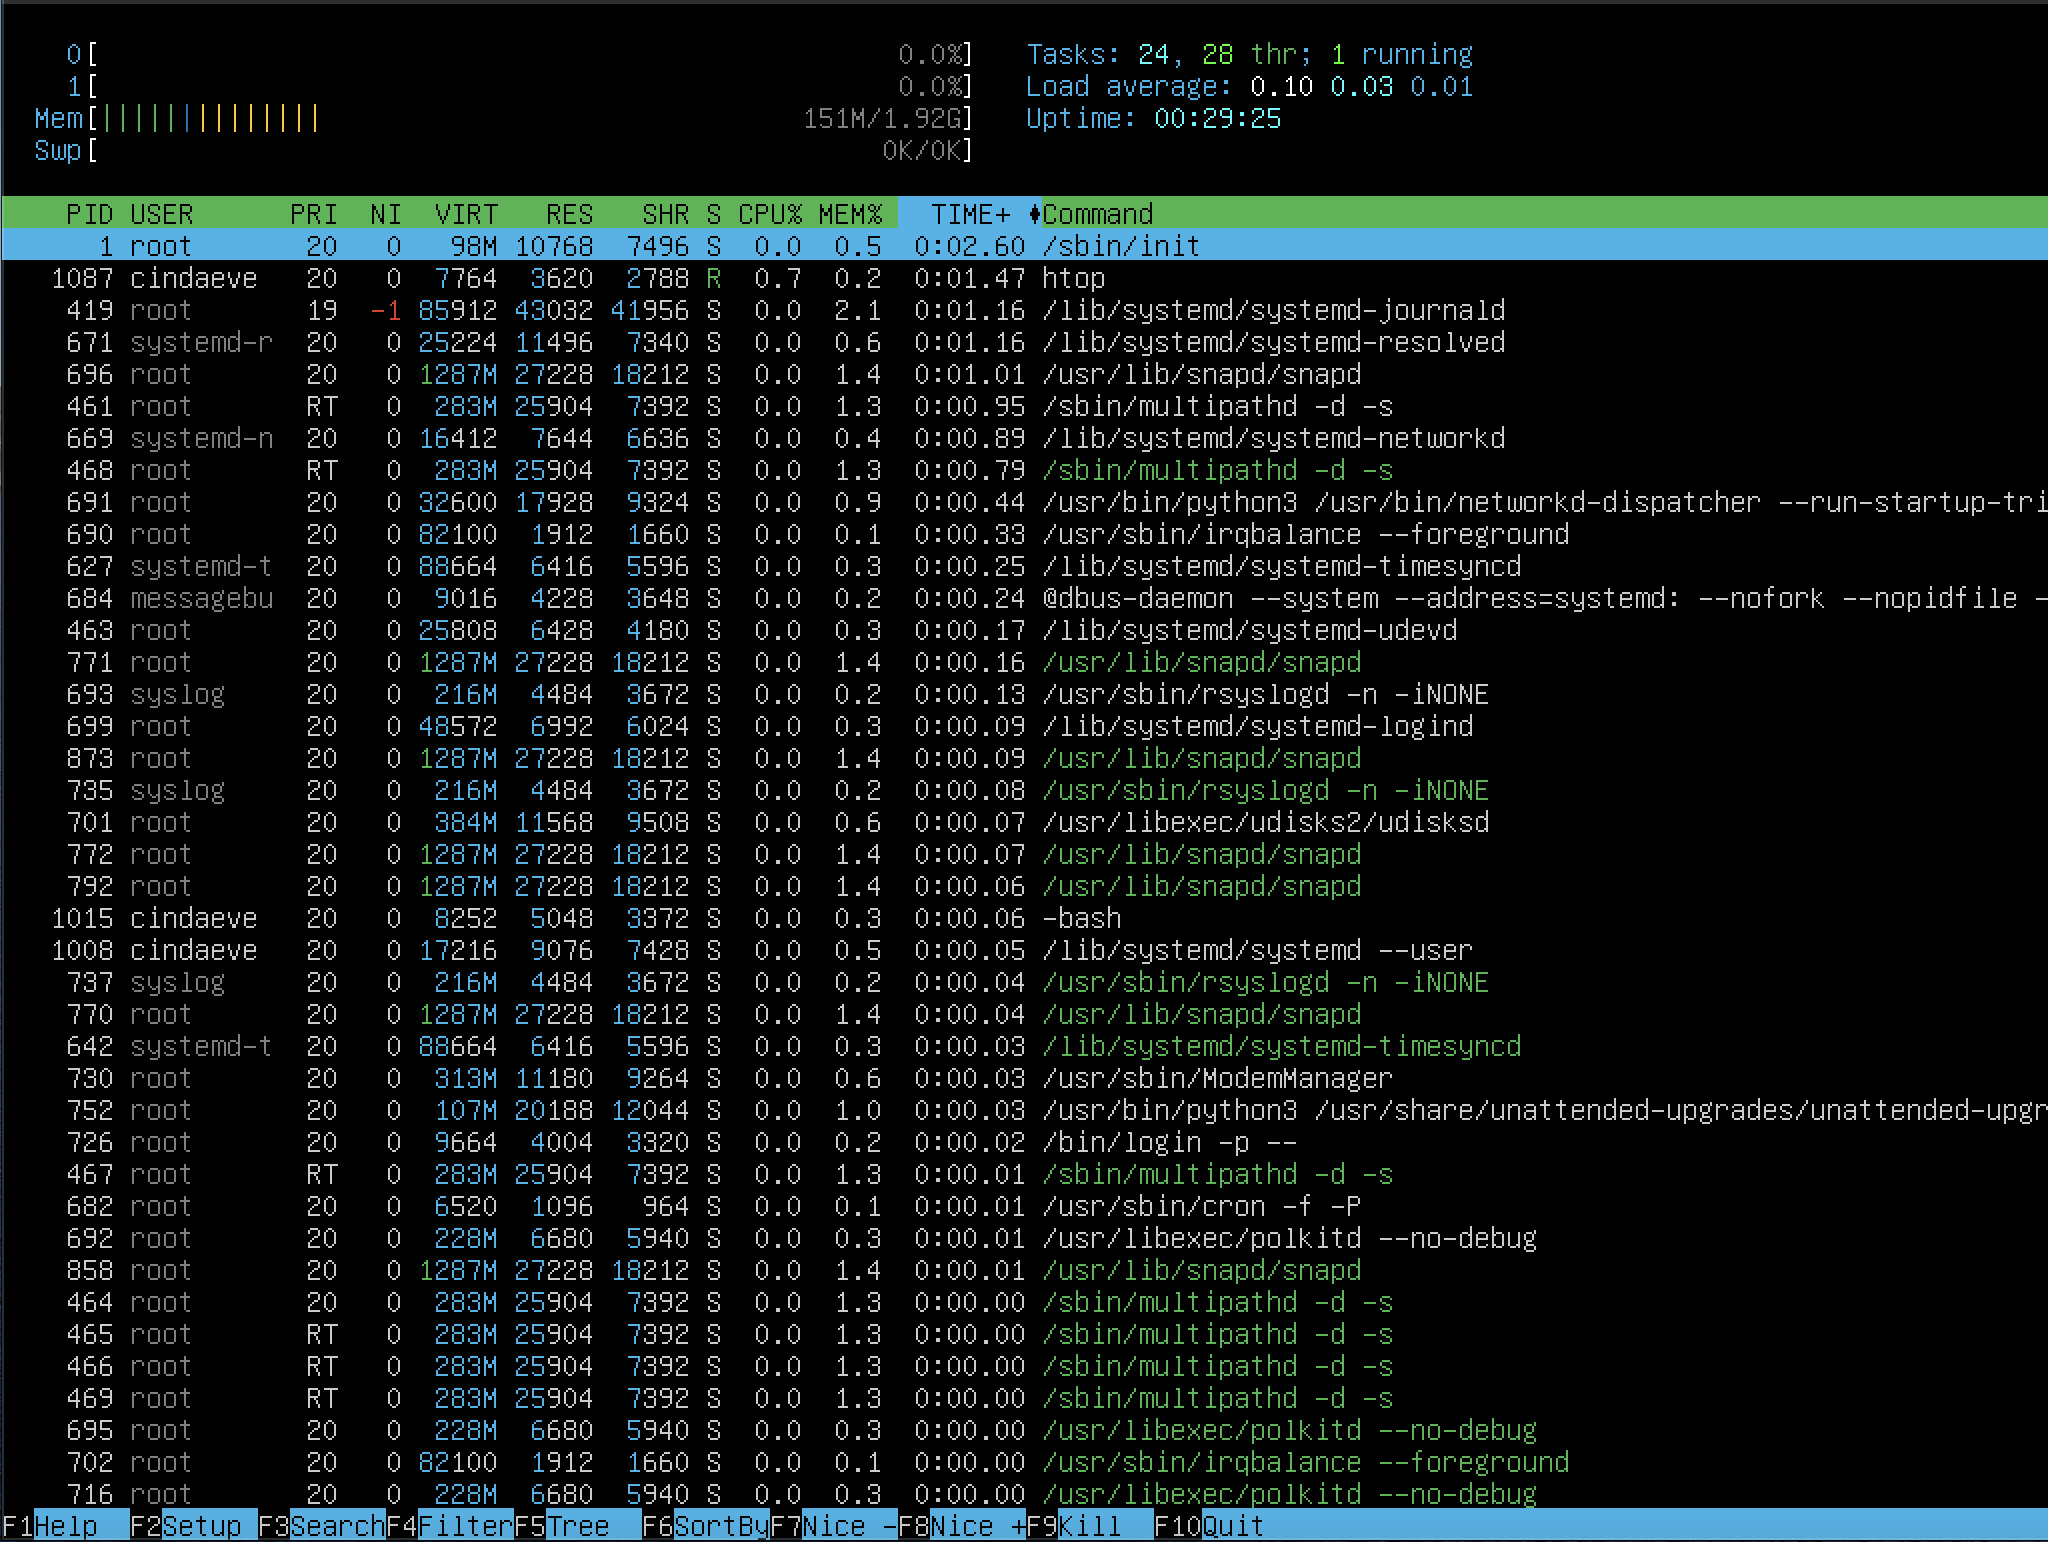 0[ 0.0%] Tasks: 24, 28 thr; 1 running
1[ 0.0%] Load average: 0.10 0.03 0.01
Mem[|||||||||||||| 151M/1.92G] Uptime: 00:29:25
Swp[ 0K/0K]
PID USER PRI NI VIRT RES SHR S CPU% MEM% TIME+ Command
1 root 20 0 98M 10768 7496 S 0.0 0.5 0:02.60 /sbin/init
1087 cindaeve 20 0 7764 3620 2788 R 0.7 0.2 0:01.47 htop
419 root 19 -1 85912 43032 41956 S 0.0 2.1 0:01.16 /lib/systemd/systemd-journald
671 systemd-r 20 0 25224 11496 7340 S 0.0 0.6 0:01.16 /lib/systemd/systemd-resolved
696 root 20 0 1287M 27228 18212 S 0.0 1.4 0:01.01 /usr/lib/snapd/snapd
461 root RT 0 283M 25904 7392 S 0.0 1.3 0:00.95 /sbin/multipathd -d -s
669 systemd-n 20 0 16412 7644 6636 S 0.0 0.4 0:00.89 /lib/systemd/systemd-networkd
468 root RT 0 283M 25904 7392 S 0.0 1.3 0:00.79 /sbin/multipathd -d -s
691 root 20 0 32600 17928 9324 S 0.0 0.9 0:00.44 /usr/bin/python3 /usr/bin/networkd-dispatcher --run-startup-tri
690 root 20 0 82100 1912 1660 S 0.0 0.1 0:00.33 /usr/sbin/irqbalance --foreground
627 systemd-t 20 0 88664 6416 5596 S 0.0 0.3 0:00.25 /lib/systemd/systemd-timesyncd
684 messagebu 20 0 9016 4228 3648 S 0.0 0.2 0:00.24 @dbus-daemon --system --address=systemd: --nofork --nopidfile -
463 root 20 0 25808 6428 4180 S 0.0 0.3 0:00.17 /lib/systemd/systemd-udevd
771 root 20 0 1287M 27228 18212 S 0.0 1.4 0:00.16 /usr/lib/snapd/snapd
693 syslog 20 0 216M 4484 3672 S 0.0 0.2 0:00.13 /usr/sbin/rsyslogd -n -iNONE
699 root 20 0 48572 6992 6024 S 0.0 0.3 0:00.09 /lib/systemd/systemd-logind
873 root 20 0 1287M 27228 18212 S 0.0 1.4 0:00.09 /usr/lib/snapd/snapd
735 syslog 20 0 216M 4484 3672 S 0.0 0.2 0:00.08 /usr/sbin/rsyslogd -n -iNONE
701 root 20 0 384M 11568 9508 S 0.0 0.6 0:00.07 /usr/libexec/udisks2/udisksd
772 root 20 0 1287M 27228 18212 S 0.0 1.4 0:00.07 /usr/lib/snapd/snapd
792 root 20 0 1287M 27228 18212 S 0.0 1.4 0:00.06 /usr/lib/snapd/snapd
1015 cindaeve 20 0 8252 5048 3372 S 0.0 0.3 0:00.06 -bash
1008 cindaeve 20 0 17216 9076 7428 S 0.0 0.5 0:00.05 /lib/systemd/systemd --user
737 syslog 20 0 216M 4484 3672 S 0.0 0.2 0:00.04 /usr/sbin/rsyslogd -n -iNONE
770 root 20 0 1287M 27228 18212 S 0.0 1.4 0:00.04 /usr/lib/snapd/snapd
642 systemd-t 20 0 88664 6416 5596 S 0.0 0.3 0:00.03 /lib/systemd/systemd-timesyncd
730 root 20 0 313M 11180 9264 S 0.0 0.6 0:00.03 /usr/sbin/ModemManager
752 root 20 0 107M 20188 12044 S 0.0 1.0 0:00.03 /usr/bin/python3 /usr/share/unattended-upgrades/unattended-upgr
726 root 20 0 9664 4004 3320 S 0.0 0.2 0:00.02 /bin/login -p --
467 root RT 0 283M 25904 7392 S 0.0 1.3 0:00.01 /sbin/multipathd -d -s
682 root 20 0 6520 1096 964 S 0.0 0.1 0:00.01 /usr/sbin/cron -f -P
692 root 20 0 228M 6680 5940 S 0.0 0.3 0:00.01 /usr/libexec/polkitd --no-debug
858 root 20 0 1287M 27228 18212 S 0.0 1.4 0:00.01 /usr/lib/snapd/snapd
464 root 20 0 283M 25904 7392 S 0.0 1.3 0:00.00 /sbin/multipathd -d -s
465 root RT 0 283M 25904 7392 S 0.0 1.3 0:00.00 /sbin/multipathd -d -s
466 root RT 0 283M 25904 7392 S 0.0 1.3 0:00.00 /sbin/multipathd -d -s
469 root RT 0 283M 25904 7392 S 0.0 1.3 0:00.00 /sbin/multipathd -d -s
695 root 20 0 228M 6680 5940 S 0.0 0.3 0:00.00 /usr/libexec/polkitd --no-debug
702 root 20 0 82100 1912 1660 S 0.0 0.1 0:00.00 /usr/sbin/irqbalance --foreground
716 root 20 0 228M 6680 5940 S 0.0 0.3 0:00.00 /usr/libexec/polkitd --no-debug
F1Help F2Setup F3SearchF4FilterF5Tree F6SortByF7Nice -F8Nice +F9Kill F10Quit